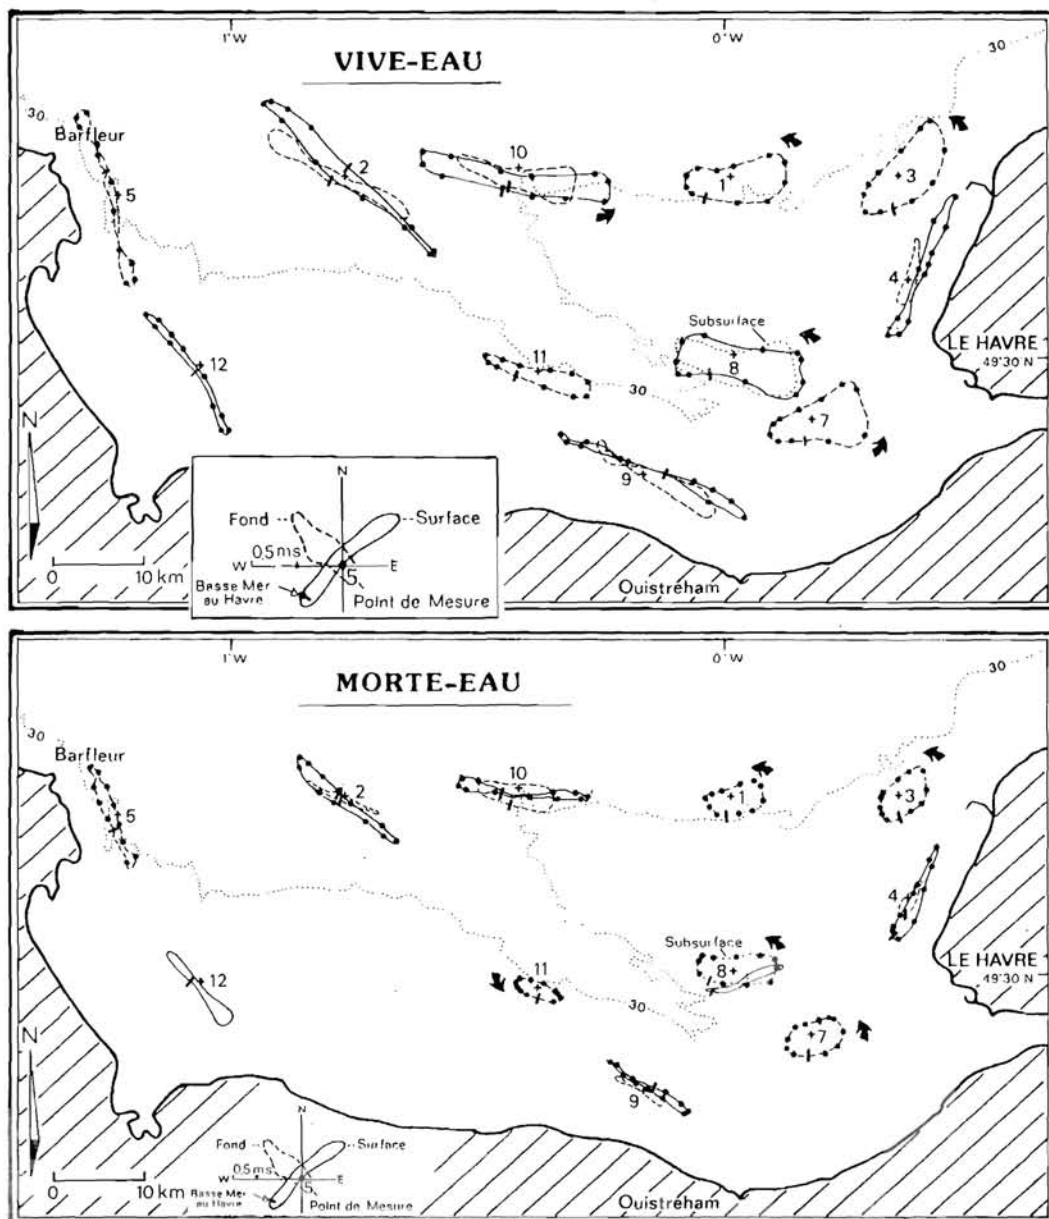 1°W
0°W
30
VIVE-EAU
30
Barfleur
10
2
1
3
5
4
Subsurface
LE HAVRE
49°30 N
12
11
8
30
7
N
9
N
Fond
Surface
0,5 ms
W
E
5
Basse Mer
au Havre
Point de Mesure
0
10 km
Ouistréham
1°W
0°W
30
MORTE-EAU
30
Barfleur
10
2
1
3
5
4
Subsurface
LE HAVRE
49°30 N
12
11
8
30
7
N
9
N
Fond
Surface
0,5 ms
W
E
5
Basse Mer
au Havre
Point de Mesure
0
10 km
Ouistréham